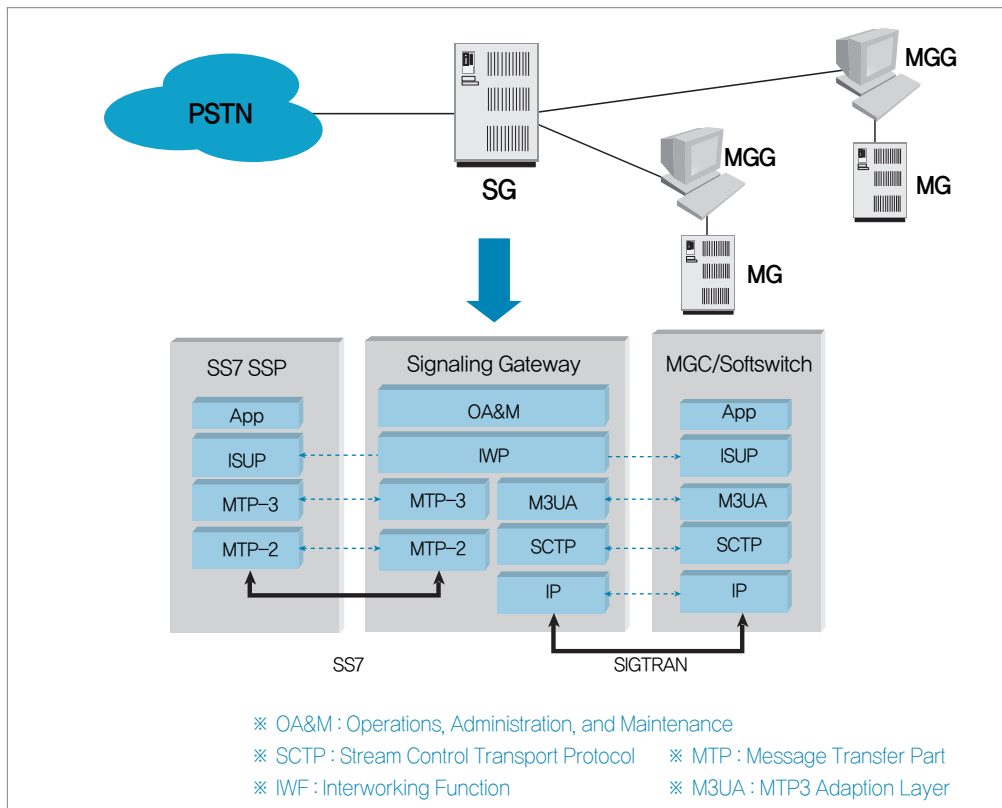 PSTN
SG
MGG
MGG
MG
MG
SS7 SSP
App
ISUP
MTP-3
MTP-2
Signaling Gateway
OA&M
IWP
MTP-3
MTP-2
M3UA
SCTP
IP
MGC/Softswitch
App
ISUP
M3UA
SCTP
IP
SS7
SIGTRAN
※ OA&M : Operations, Administration, and Maintenance
※ SCTP : Stream Control Transport Protocol
※ MTP : Message Transfer Part
※ IWF : Interworking Function
※ M3UA : MTP3 Adaption Layer